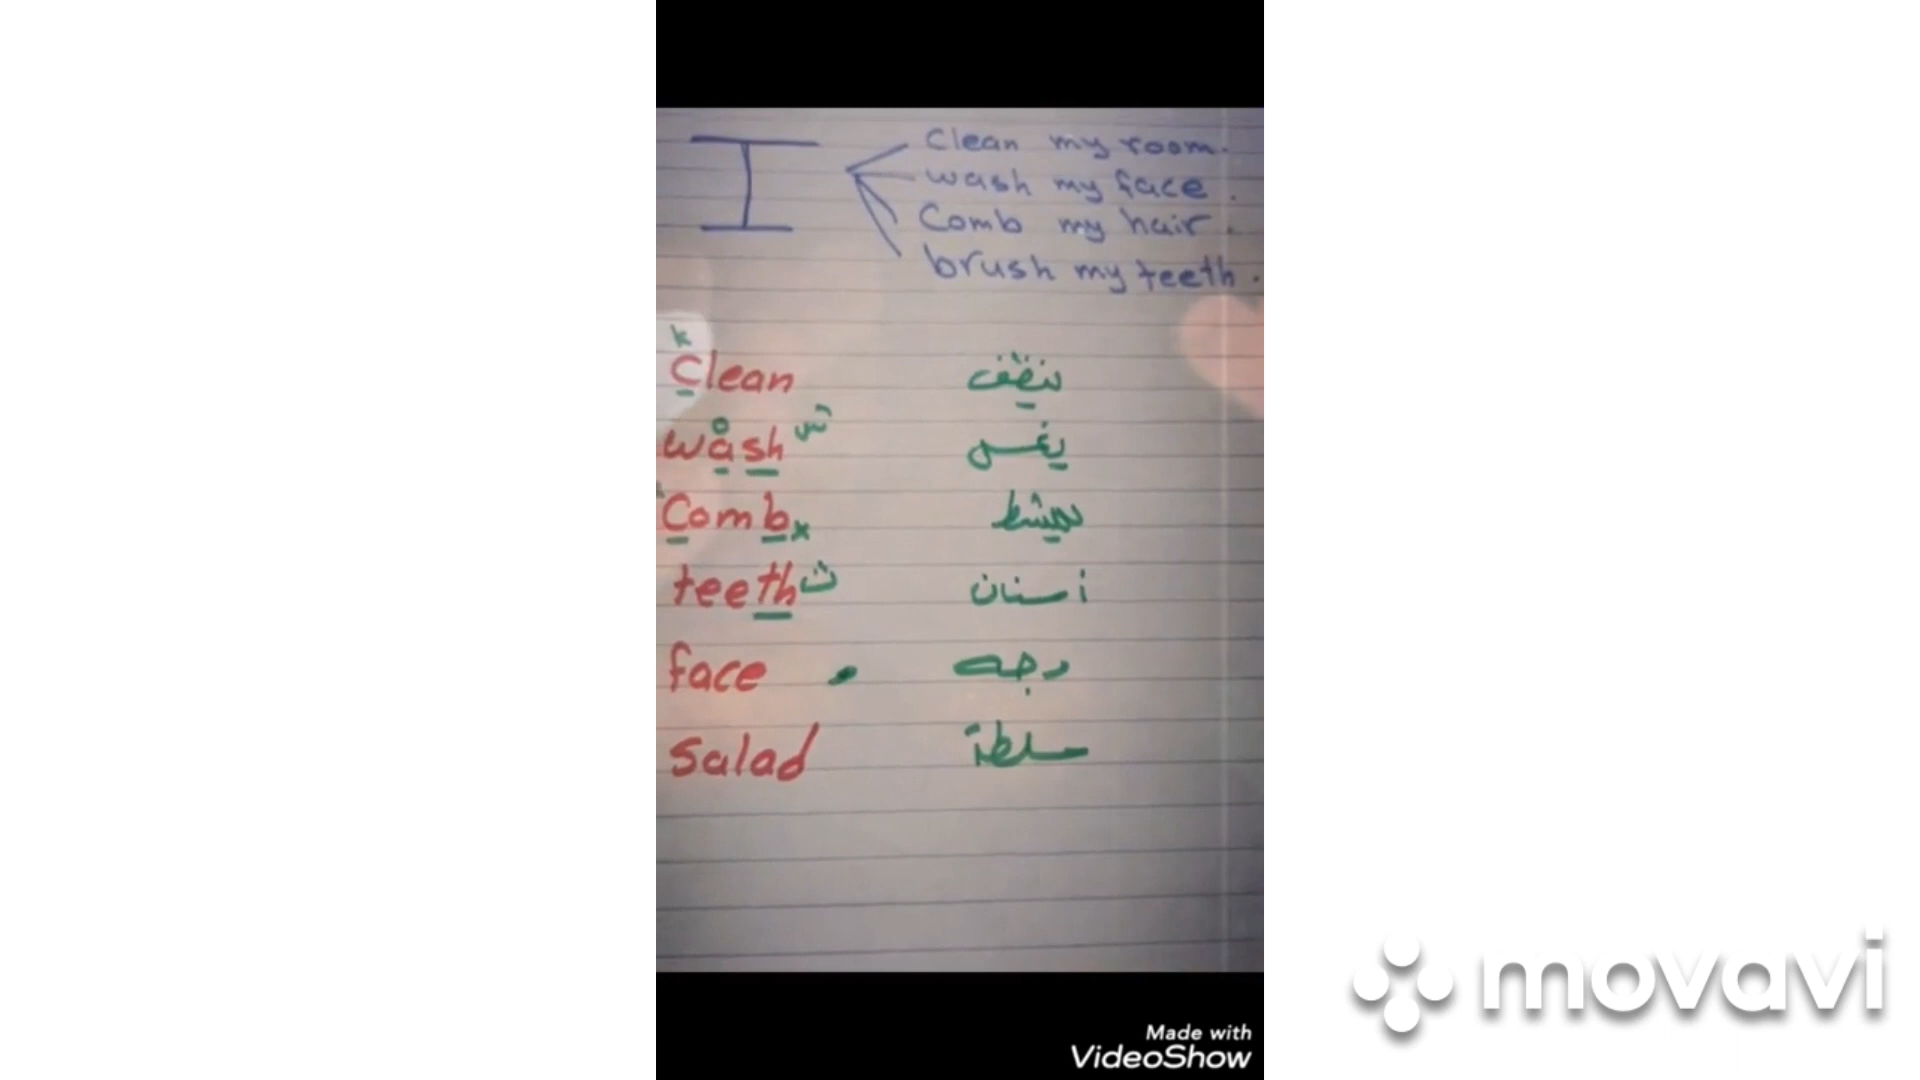 I
Clean my room.
wash my face.
Comb my hair.
brush my teeth.
k
Clean ينظف
o ش
wash يغسل
Comb x يمشط
teeth ث أسنان
face وجه
Salad سلطة
Made with
VideoShow
movavi